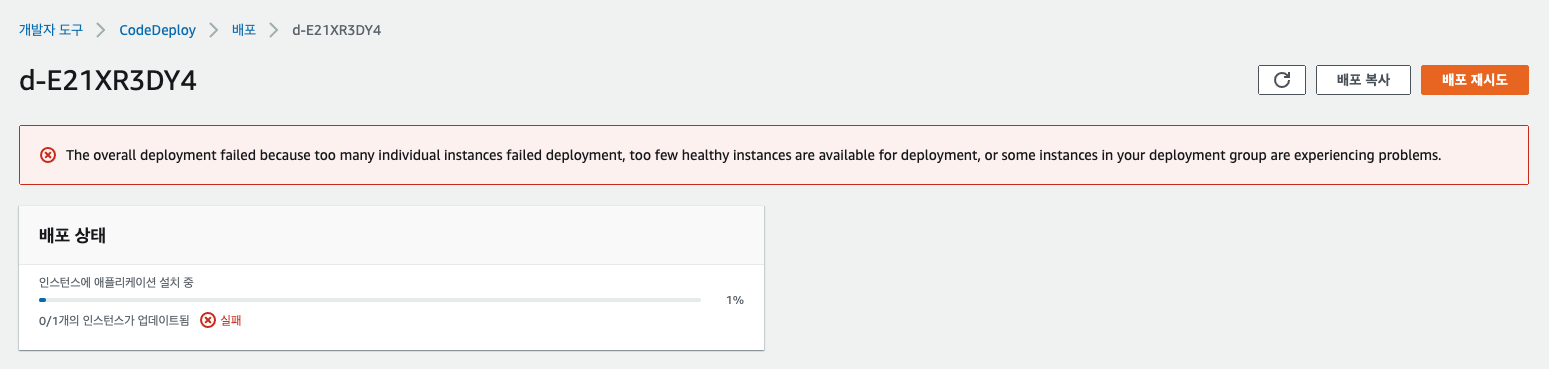 개발자 도구 > CodeDeploy > 배포 > d-E21XR3DY4
d-E21XR3DY4
배포 복사
배포 재시도
The overall deployment failed because too many individual instances failed deployment, too few healthy instances are available for deployment, or some instances in your deployment group are experiencing problems.
배포 상태
인스턴스에 애플리케이션 설치 중
1%
0/1개의 인스턴스가 업데이트됨 실패